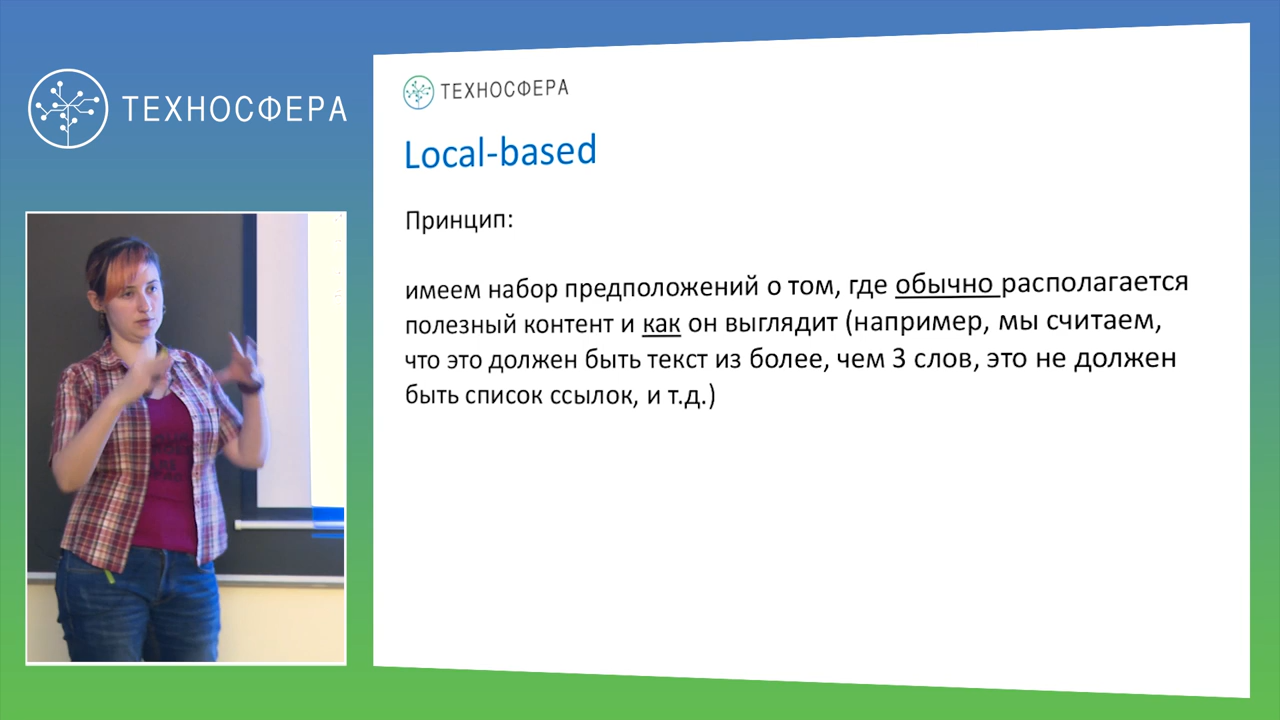 ТЕХНОСФЕРА
ТЕХНОСФЕРА
Local-based
Принцип:
имеем набор предположений о том, где обычно располагается
полезный контент и как он выглядит (например, мы считаем,
что это должен быть текст из более, чем 3 слов, это не должен
быть список ссылок, и т.д.)